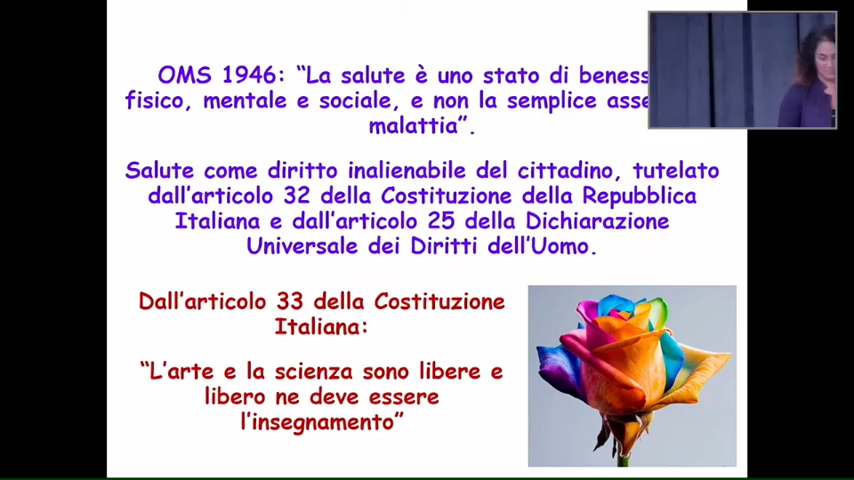 OMS 1946: “La salute è uno stato di
fisico, mentale e sociale, e non la semplice
malattia”.
Salute come diritto inalienabile del cittadino, tutelato
dall’articolo 32 della Costituzione della Repubblica
Italiana e dall’articolo 25 della Dichiarazione
Universale dei Diritti dell’Uomo.
Dall’articolo 33 della Costituzione
Italiana:
“L’arte e la scienza sono libere e
libero ne deve essere
l’insegnamento”